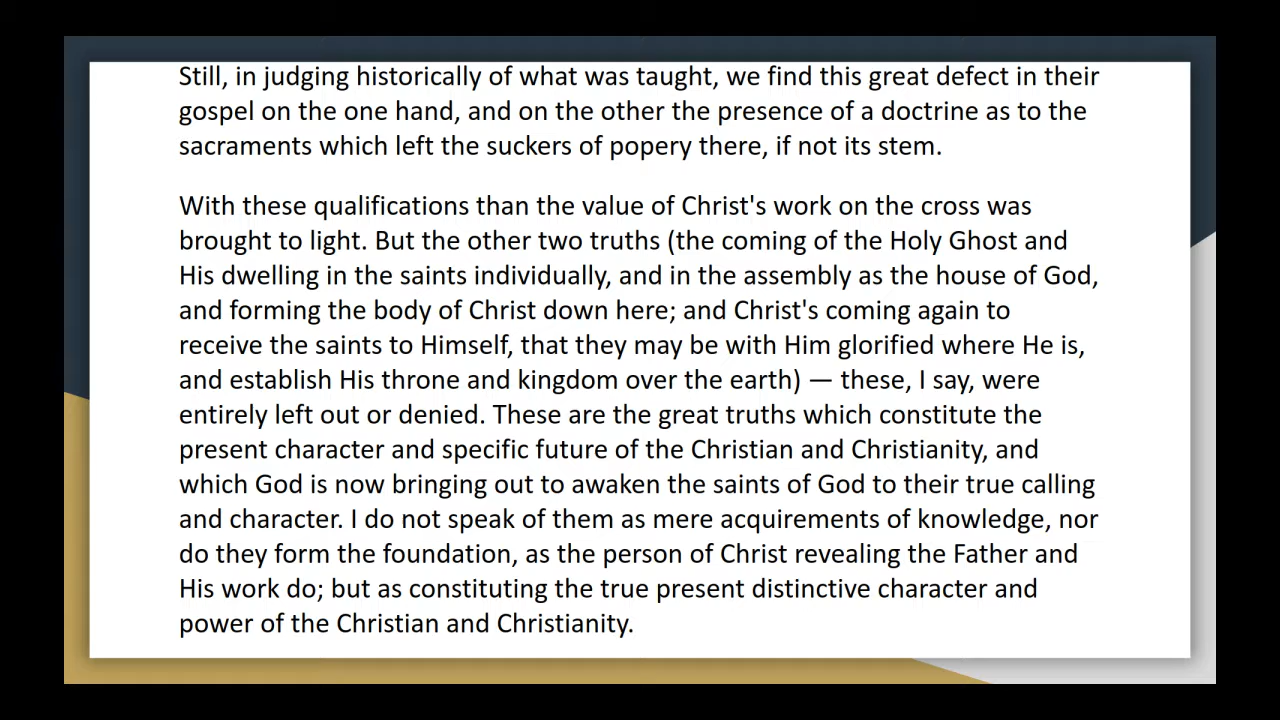 Still, in judging historically of what was taught, we find this great defect in their
gospel on the one hand, and on the other the presence of a doctrine as to the
sacraments which left the suckers of popery there, if not its stem.
With these qualifications than the value of Christ's work on the cross was
brought to light. But the other two truths (the coming of the Holy Ghost and
His dwelling in the saints individually, and in the assembly as the house of God,
and forming the body of Christ down here; and Christ's coming again to
receive the saints to Himself, that they may be with Him glorified where He is,
and establish His throne and kingdom over the earth) — these, I say, were
entirely left out or denied. These are the great truths which constitute the
present character and specific future of the Christian and Christianity, and
which God is now bringing out to awaken the saints of God to their true calling
and character. I do not speak of them as mere acquirements of knowledge, nor
do they form the foundation, as the person of Christ revealing the Father and
His work do; but as constituting the true present distinctive character and
power of the Christian and Christianity.